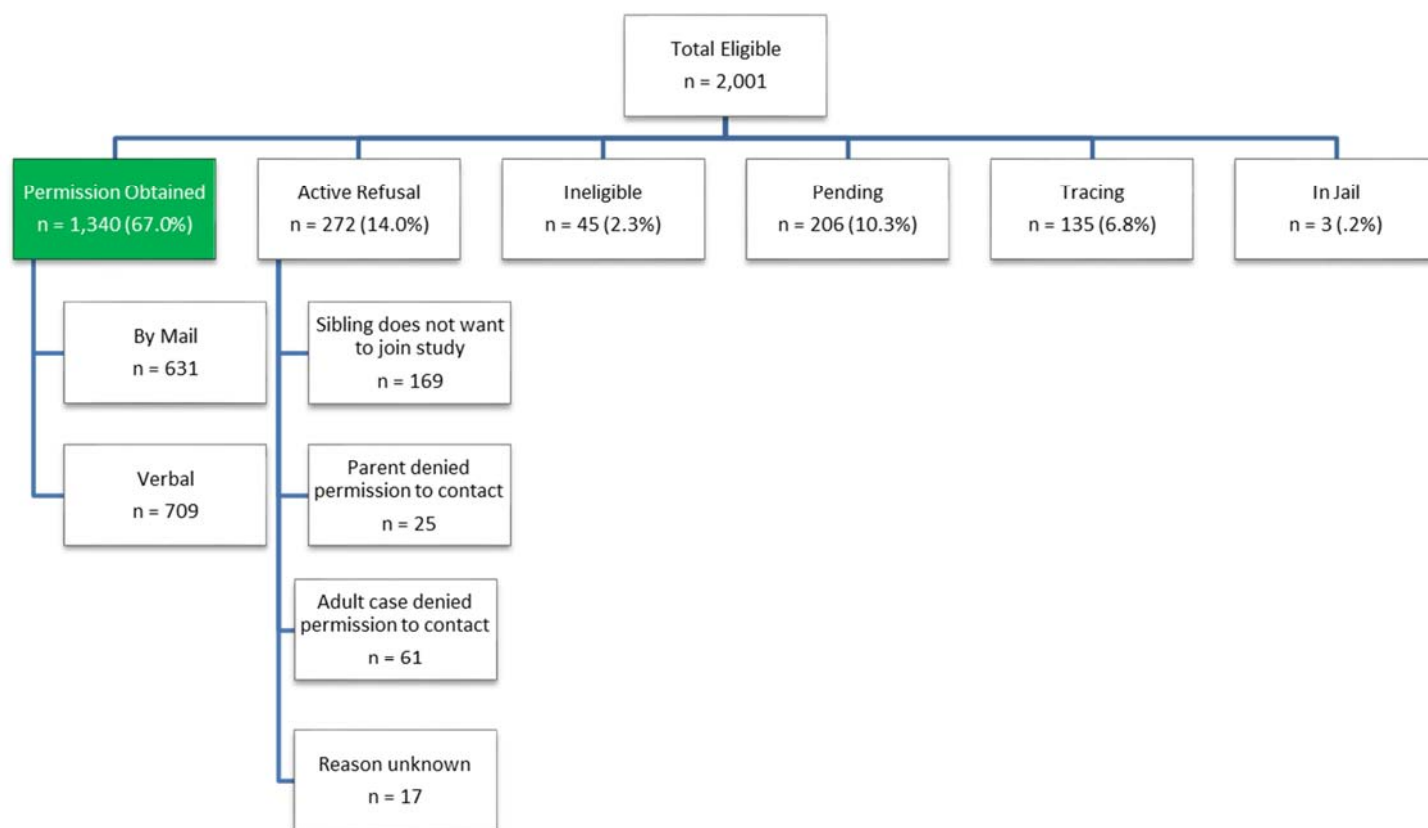 Total Eligible
n = 2,001
Permission Obtained
n = 1,340 (67.0%)
Active Refusal
n = 272 (14.0%)
Ineligible
n = 45 (2.3%)
Pending
n = 206 (10.3%)
Tracing
n = 135 (6.8%)
In Jail
n = 3 (.2%)
By Mail
n = 631
Verbal
n = 709
Sibling does not want
to join study
n = 169
Parent denied
permission to contact
n = 25
Adult case denied
permission to contact
n = 61
Reason unknown
n = 17